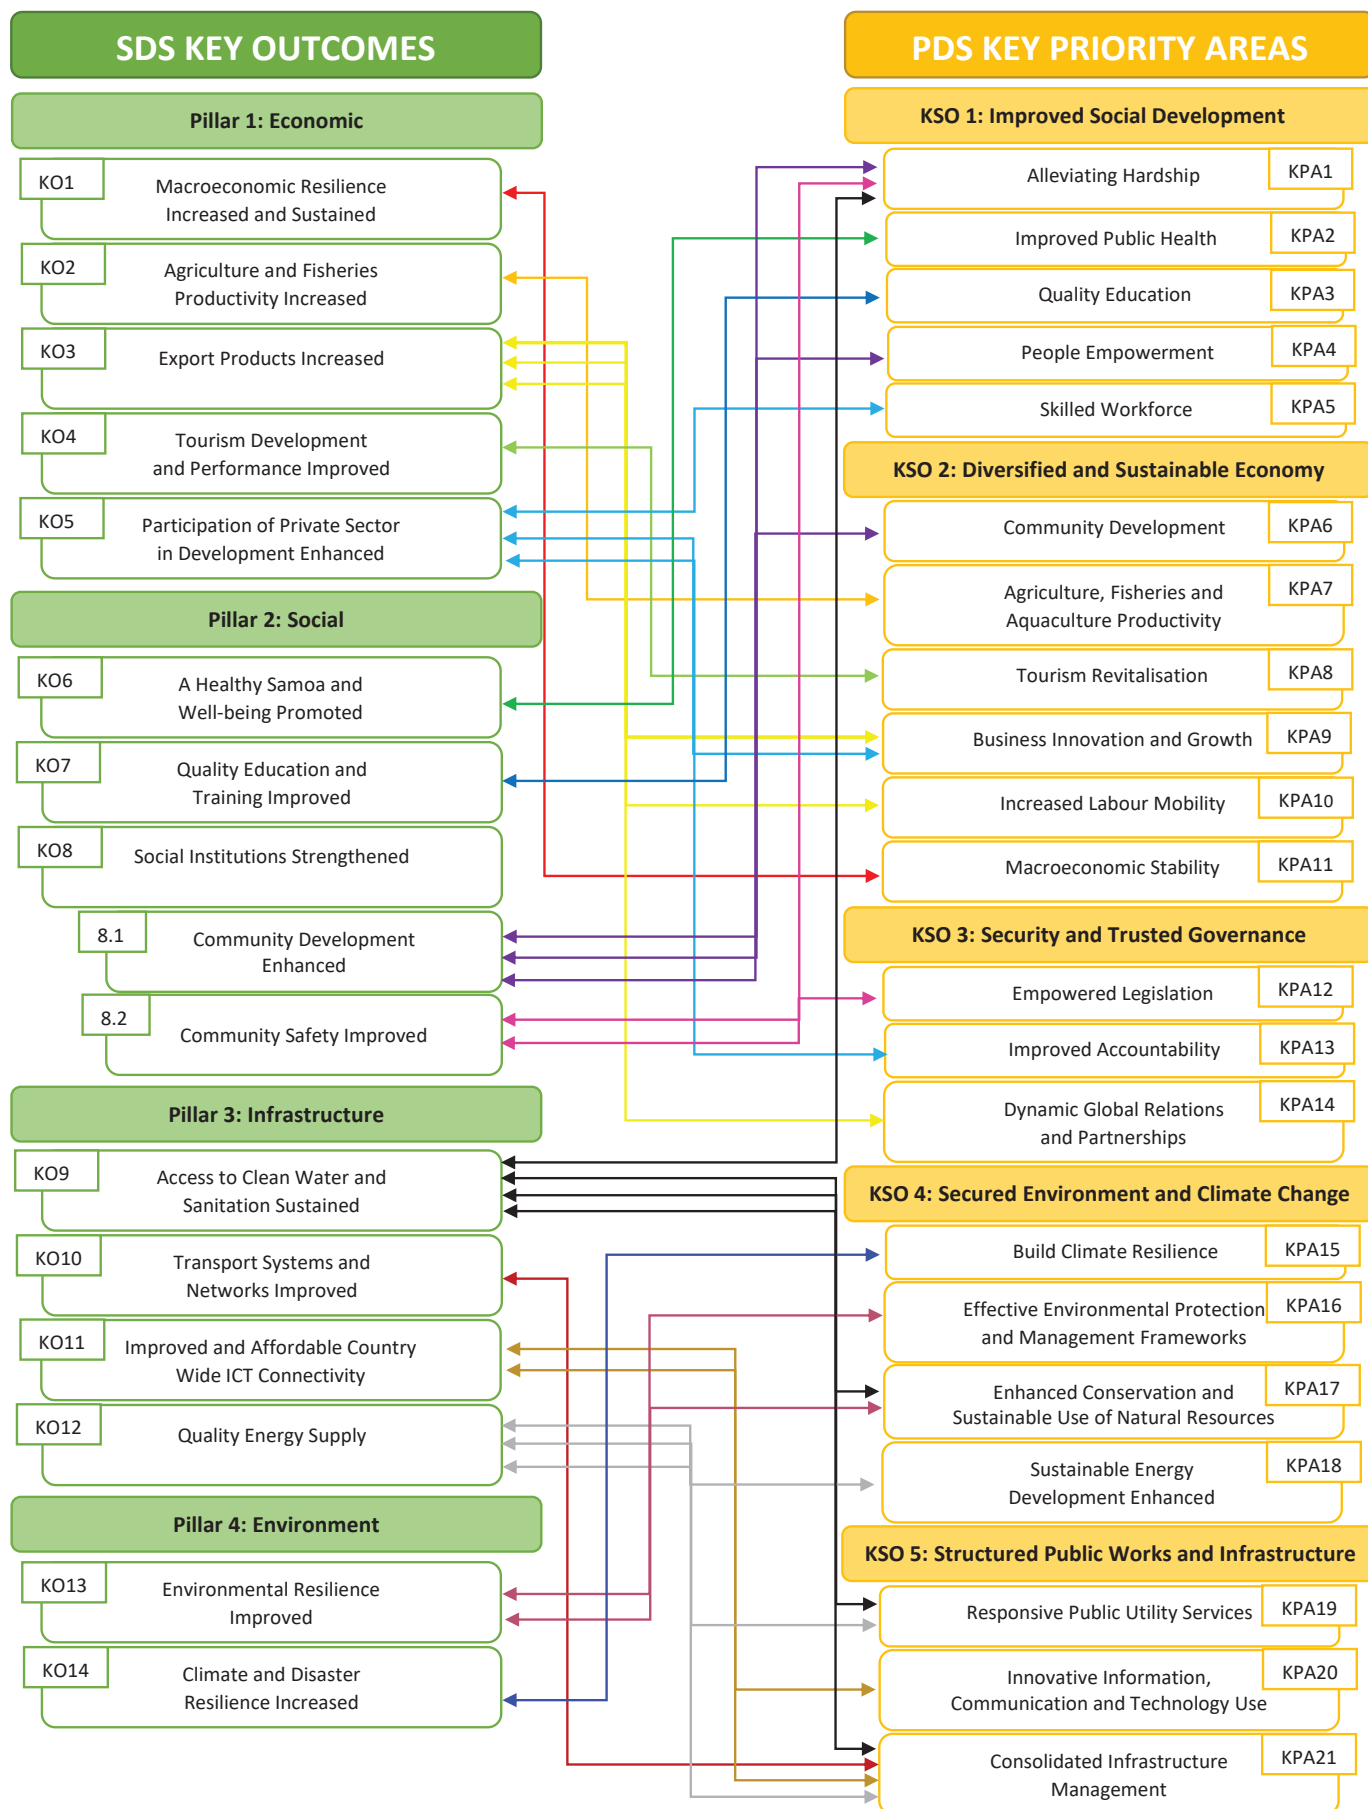 SDS KEY OUTCOMES
Pillar 1: Economic
KO1
Macroeconomic Resilience
Increased and Sustained
KO2
Agriculture and Fisheries
Productivity Increased
KO3
Export Products Increased
KO4
Tourism Development
and Performance Improved
KO5
Participation of Private Sector
in Development Enhanced
Pillar 2: Social
KO6
A Healthy Samoa and
Well-being Promoted
KO7
Quality Education and
Training Improved
KO8
Social Institutions Strengthened
8.1
Community Development
Enhanced
8.2
Community Safety Improved
Pillar 3: Infrastructure
KO9
Access to Clean Water and
Sanitation Sustained
KO10
Transport Systems and
Networks Improved
KO11
Improved and Affordable Country
Wide ICT Connectivity
KO12
Quality Energy Supply
Pillar 4: Environment
KO13
Environmental Resilience
Improved
KO14
Climate and Disaster
Resilience Increased
PDS KEY PRIORITY AREAS
KSO 1: Improved Social Development
Alleviating Hardship
KPA1
Improved Public Health
KPA2
Quality Education
KPA3
People Empowerment
KPA4
Skilled Workforce
KPA5
KSO 2: Diversified and Sustainable Economy
Community Development
KPA6
Agriculture, Fisheries and
Aquaculture Productivity
KPA7
Tourism Revitalisation
KPA8
Business Innovation and Growth
KPA9
Increased Labour Mobility
KPA10
Macroeconomic Stability
KPA11
KSO 3: Security and Trusted Governance
Empowered Legislation
KPA12
Improved Accountability
KPA13
Dynamic Global Relations
and Partnerships
KPA14
KSO 4: Secured Environment and Climate Change
Build Climate Resilience
KPA15
Effective Environmental Protection
and Management Frameworks
KPA16
Enhanced Conservation and
Sustainable Use of Natural Resources
KPA17
Sustainable Energy
Development Enhanced
KPA18
KSO 5: Structured Public Works and Infrastructure
Responsive Public Utility Services
KPA19
Innovative Information,
Communication and Technology Use
KPA20
Consolidated Infrastructure
Management
KPA21